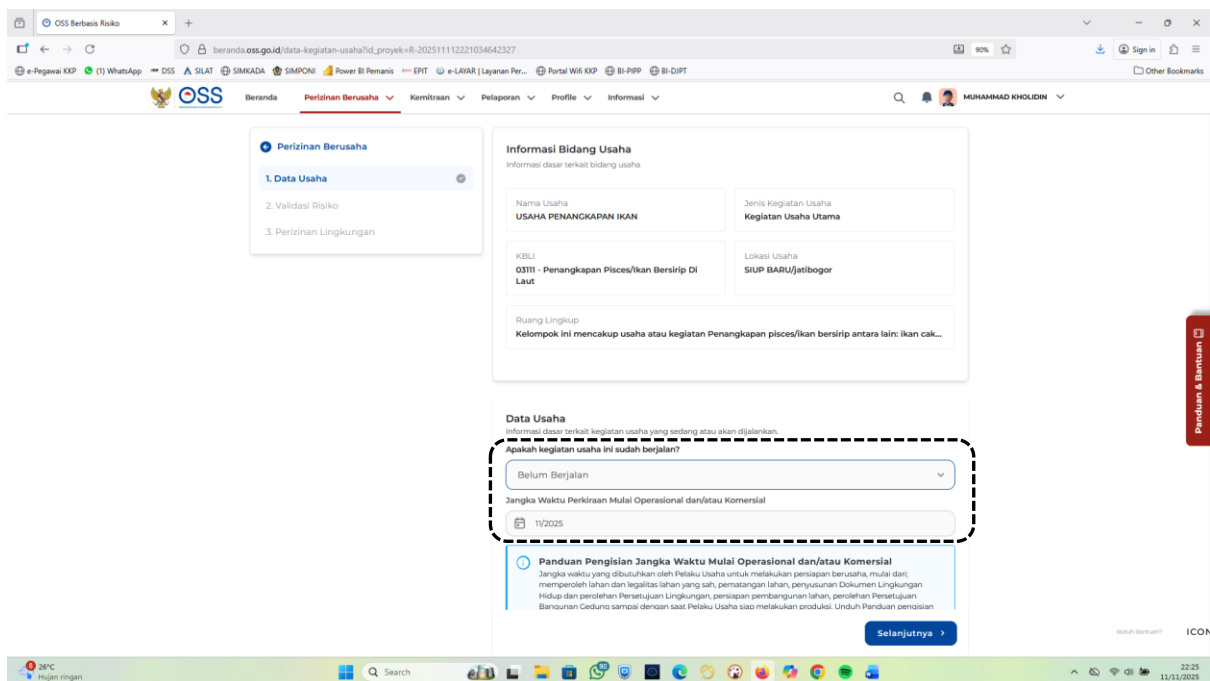 OSS Berbasis Risiko
beranda.oss.go.id/data-kegiatan-usaha?id_proyek=R-202511112221034642327
90%
Sign in
e-Pegawai KKP (1) WhatsApp DSS SILAT SIMKADA SIMPONI Power BI Pemanis EPIT e-LAYAR | Layanan Per... Portal Wifi KKP BI-PIPP BI-DJPT Other Bookmarks
OSS Beranda Perizinan Berusaha Kemitraan Pelaporan Profile Informasi MUHAMMAD KHOLIDIN
Perizinan Berusaha
1. Data Usaha
2. Validasi Risiko
3. Perizinan Lingkungan
Informasi Bidang Usaha
Informasi dasar terkait bidang usaha
Nama Usaha
USAHA PENANGKAPAN IKAN
Jenis Kegiatan Usaha
Kegiatan Usaha Utama
KBLI
03111 - Penangkapan Pisces/Ikan Bersirip Di
Laut
Lokasi Usaha
SIUP BARU/jatibogor
Ruang Lingkup
Kelompok ini mencakup usaha atau kegiatan Penangkapan pisces/ikan bersirip antara lain: ikan cak...
Panduan & Bantuan
Data Usaha
Informasi dasar terkait kegiatan usaha yang sedang atau akan dijalankan.
Apakah kegiatan usaha ini sudah berjalan?
Belum Berjalan
Jangka Waktu Perkiraan Mulai Operasional dan/atau Komersial
11/2025
Panduan Pengisian Jangka Waktu Mulai Operasional dan/atau Komersial
Jangka waktu yang dibutuhkan oleh Pelaku Usaha untuk melakukan persiapan berusaha, mulai dari;
memperoleh lahan dan legalitas lahan yang sah, pematangan lahan, penyusunan Dokumen Lingkungan
Hidup dan perolehan Persetujuan Lingkungan, persiapan pembangunan lahan, perolehan Persetujuan
Bangunan Gedung sampai dengan saat Pelaku Usaha siap melakukan produksi. Unduh Panduan pengisian
Selanjutnya
Butuh Bantuan?
ICON
8
26°C
Hujan ringan
Search
90
22:25
11/11/2025